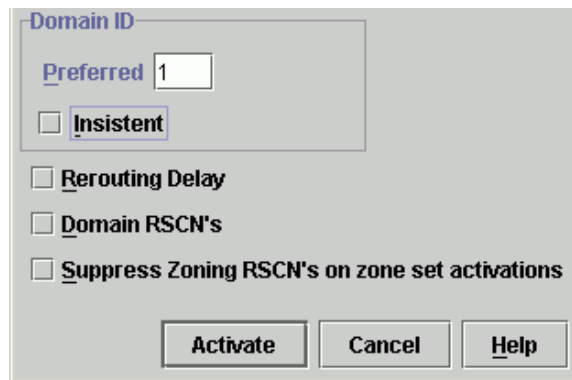 Domain ID
Preferred 1
Insistent
Rerouting Delay
Domain RSCN's
Suppress Zoning RSCN's on zone set activations
Activate Cancel Help